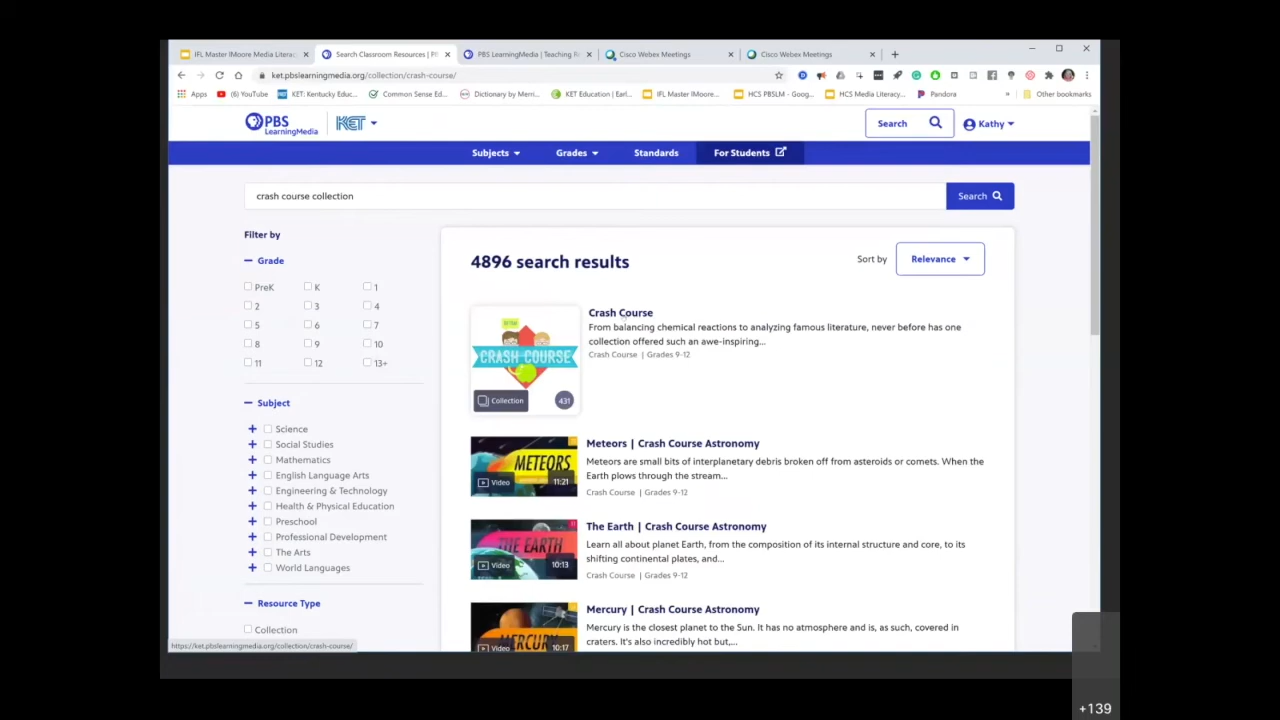 IFL Master IMoore Media Literac
Search Classroom Resources | P
PBS LearningMedia | Teaching R
Cisco Webex Meetings
Cisco Webex Meetings
ket.pbslearningmedia.org/collection/crash-course/
Apps
(6) YouTube
KET: Kentucky Educ...
Common Sense Ed...
Dictionary by Merri...
KET Education | Earl...
IFL Master IMoore...
HCS PBSLM - Goog...
HCS Media Literacy...
Pandora
»
Other bookmarks
PBS LearningMedia
KET
Search
Kathy
Subjects
Grades
Standards
For Students
crash course collection
Search
Filter by
Grade
PreK K 1
2 3 4
5 6 7
8 9 10
11 12 13+
Subject
Science
Social Studies
Mathematics
English Language Arts
Engineering & Technology
Health & Physical Education
Preschool
Professional Development
The Arts
World Languages
Resource Type
Collection
https://ket.pbslearningmedia.org/collection/crash-course/
4896 search results
Sort by
Relevance
CRASH COURSE
Collection
431
Crash Course
From balancing chemical reactions to analyzing famous literature, never before has one
collection offered such an awe-inspiring...
Crash Course | Grades 9-12
METEORS
Video
11:21
Meteors | Crash Course Astronomy
Meteors are small bits of interplanetary debris broken off from asteroids or comets. When the
Earth plows through the stream...
Crash Course | Grades 9-12
THE EARTH
Video
10:13
The Earth | Crash Course Astronomy
Learn all about planet Earth, from the composition of its internal structure and core, to its
shifting continental plates, and...
Crash Course | Grades 9-12
MERCURY
Video
10:17
Mercury | Crash Course Astronomy
Mercury is the closest planet to the Sun. It has no atmosphere and is, as such, covered in
craters. It's also incredibly hot but,...
+139